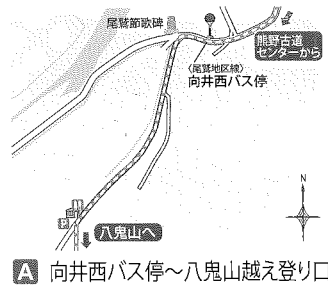 尾鷲節歌碑
熊野古道
センターから
〈尾鷲地区線〉
向井西バス停
N
P
八鬼山へ
A 向井西バス停～八鬼山越え登り口